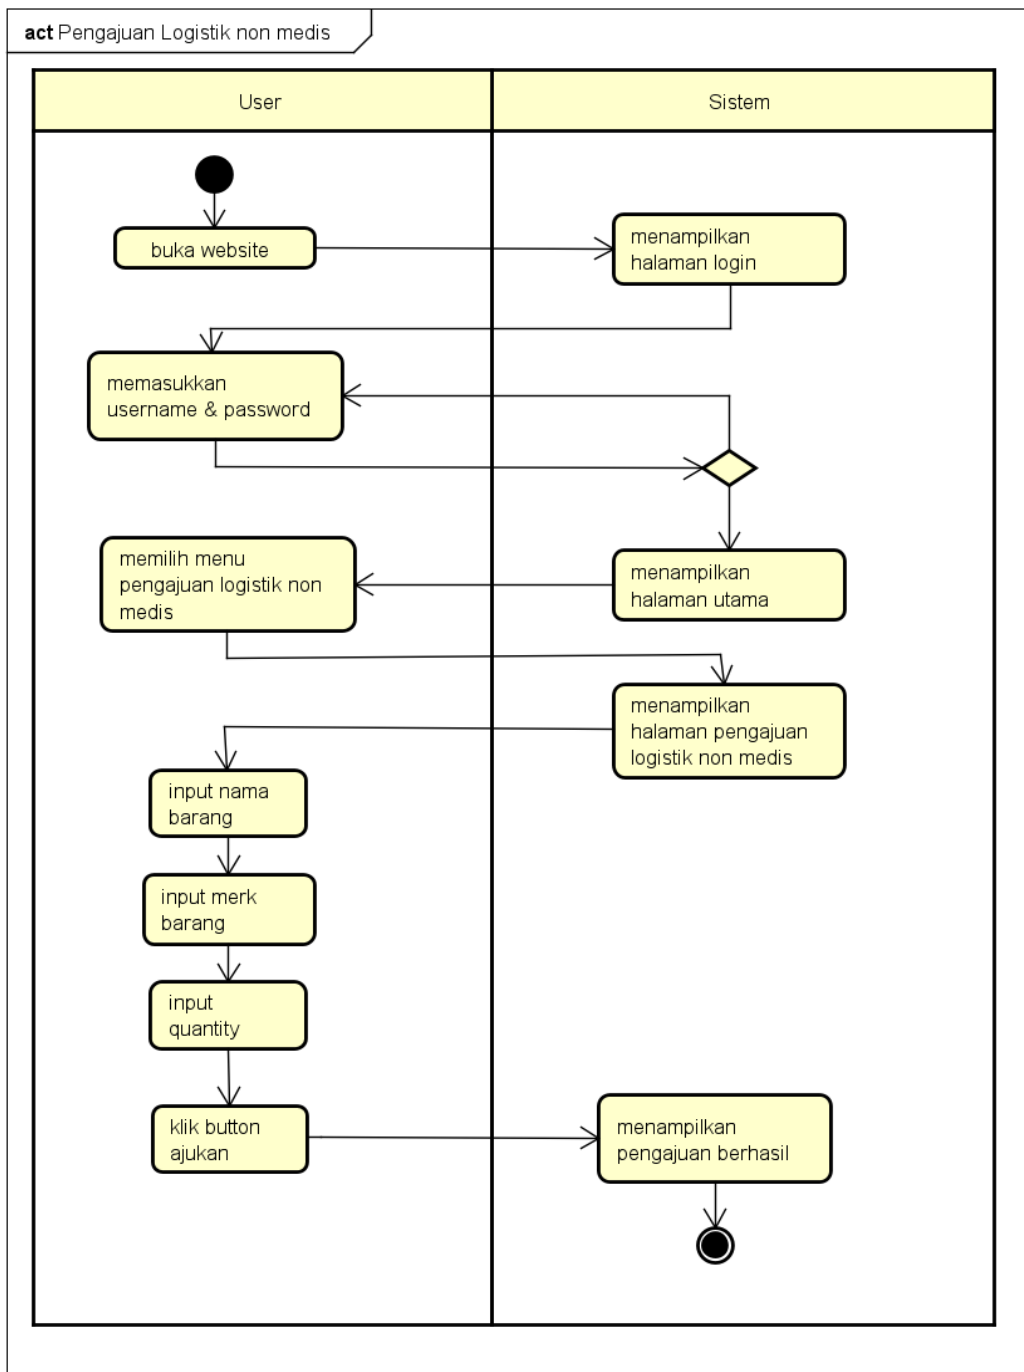 act Pengajuan Logistik non medis
User
Sistem
buka website
menampilkan
halaman login
memasukkan
username & password
memilih menu
pengajuan logistik non
medis
menampilkan
halaman utama
menampilkan
halaman pengajuan
logistik non medis
input nama
barang
input merk
barang
input
quantity
klik button
ajukan
menampilkan
pengajuan berhasil